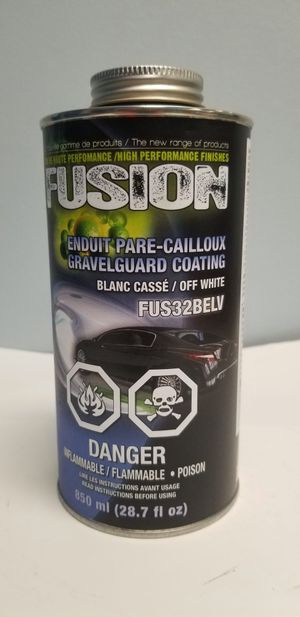 gamme de produits / The new range of products
HAUTE PERFOMANCE / HIGH PERFORMANCE FINISHES
FUSION
ENDUIT PARE-CAILLOUX
GRAVELGUARD COATING
BLANC CASSÉ / OFF WHITE
FUS32BELV
DANGER
INFLAMMABLE / FLAMMABLE • POISON
LIRE LES INSTRUCTIONS AVANT USAGE
READ INSTRUCTIONS BEFORE USING
850 ml (28.7 fl oz)